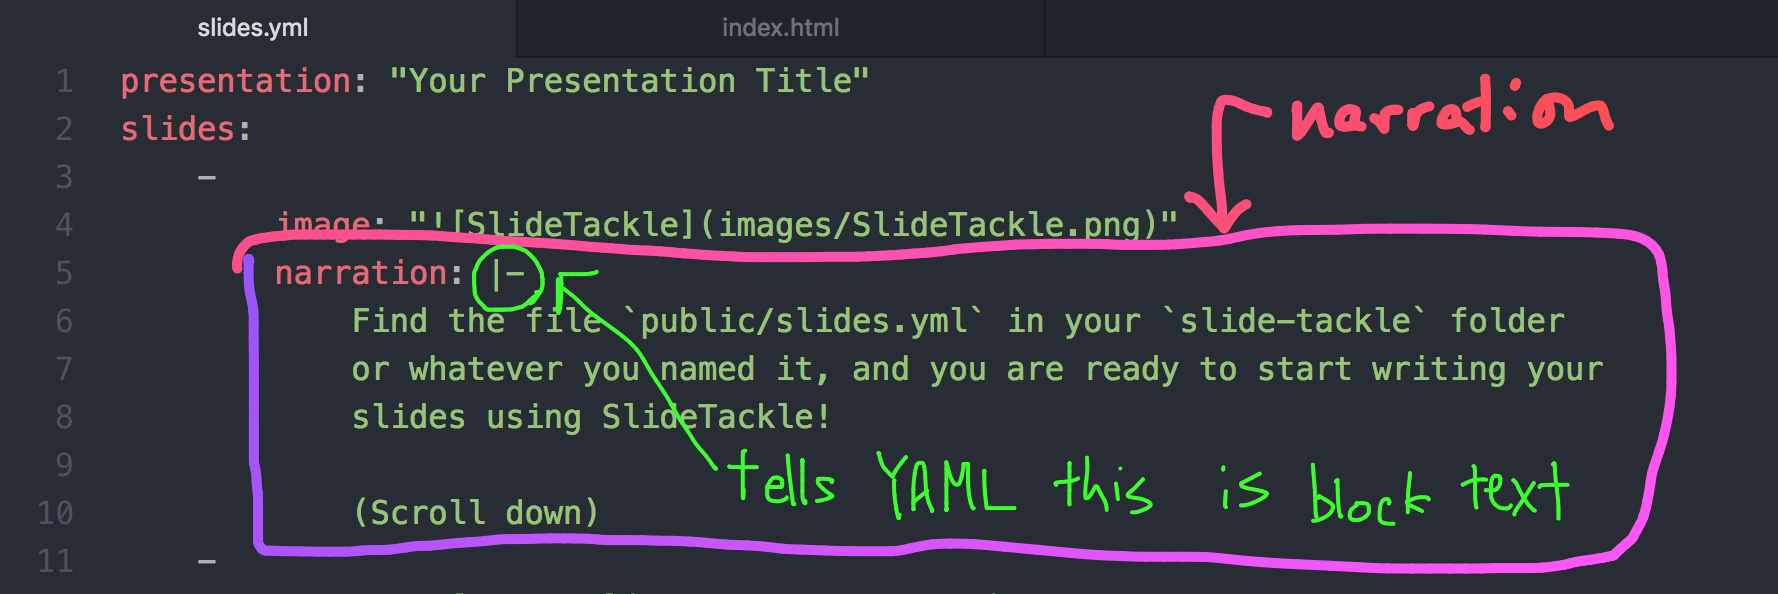 slides.yml index.html
1 presentation: "Your Presentation Title"
2 slides:
narration
3 -
4 image: "![SlideTackle](images/SlideTackle.png)"
5 narration: |-
6 Find the file `public/slides.yml` in your `slide-tackle` folder
7 or whatever you named it, and you are ready to start writing your
8 slides using SlideTackle!
9
tells YAML this is block text
10 (Scroll down)
11 -